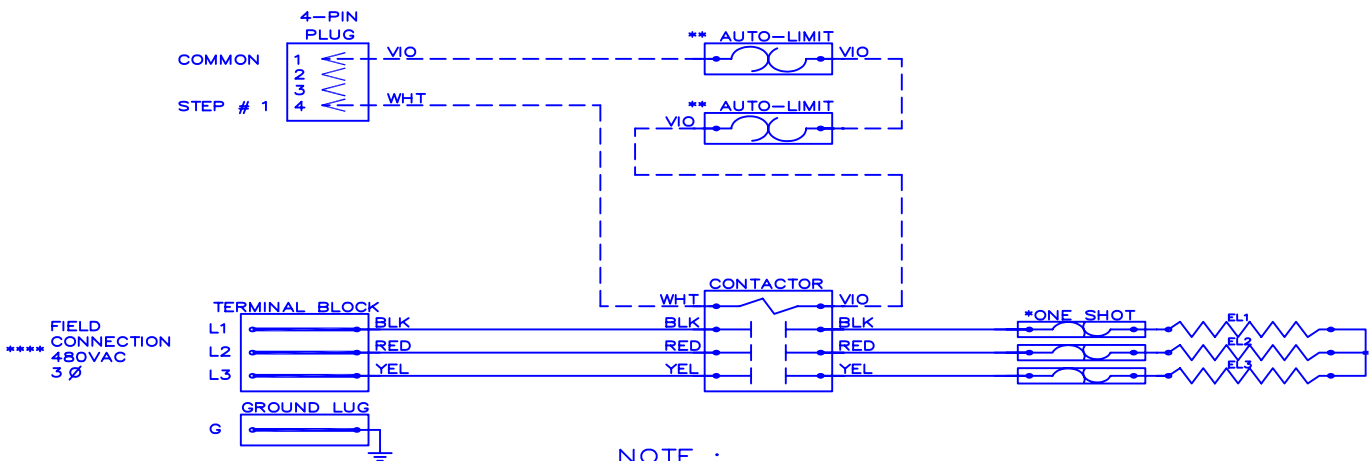 4-PIN
PLUG
COMMON 1 VIO
2
3
STEP # 1 4 WHT
** AUTO-LIMIT
VIO
** AUTO-LIMIT
VIO
CONTACTOR
WHT VIO
TERMINAL BLOCK
**** FIELD
CONNECTION
480VAC
3 Ø
L1 BLK BLK BLK *ONE SHOT EL1
L2 RED RED RED EL2
L3 YEL YEL YEL EL3
GROUND LUG
G
NOTE :